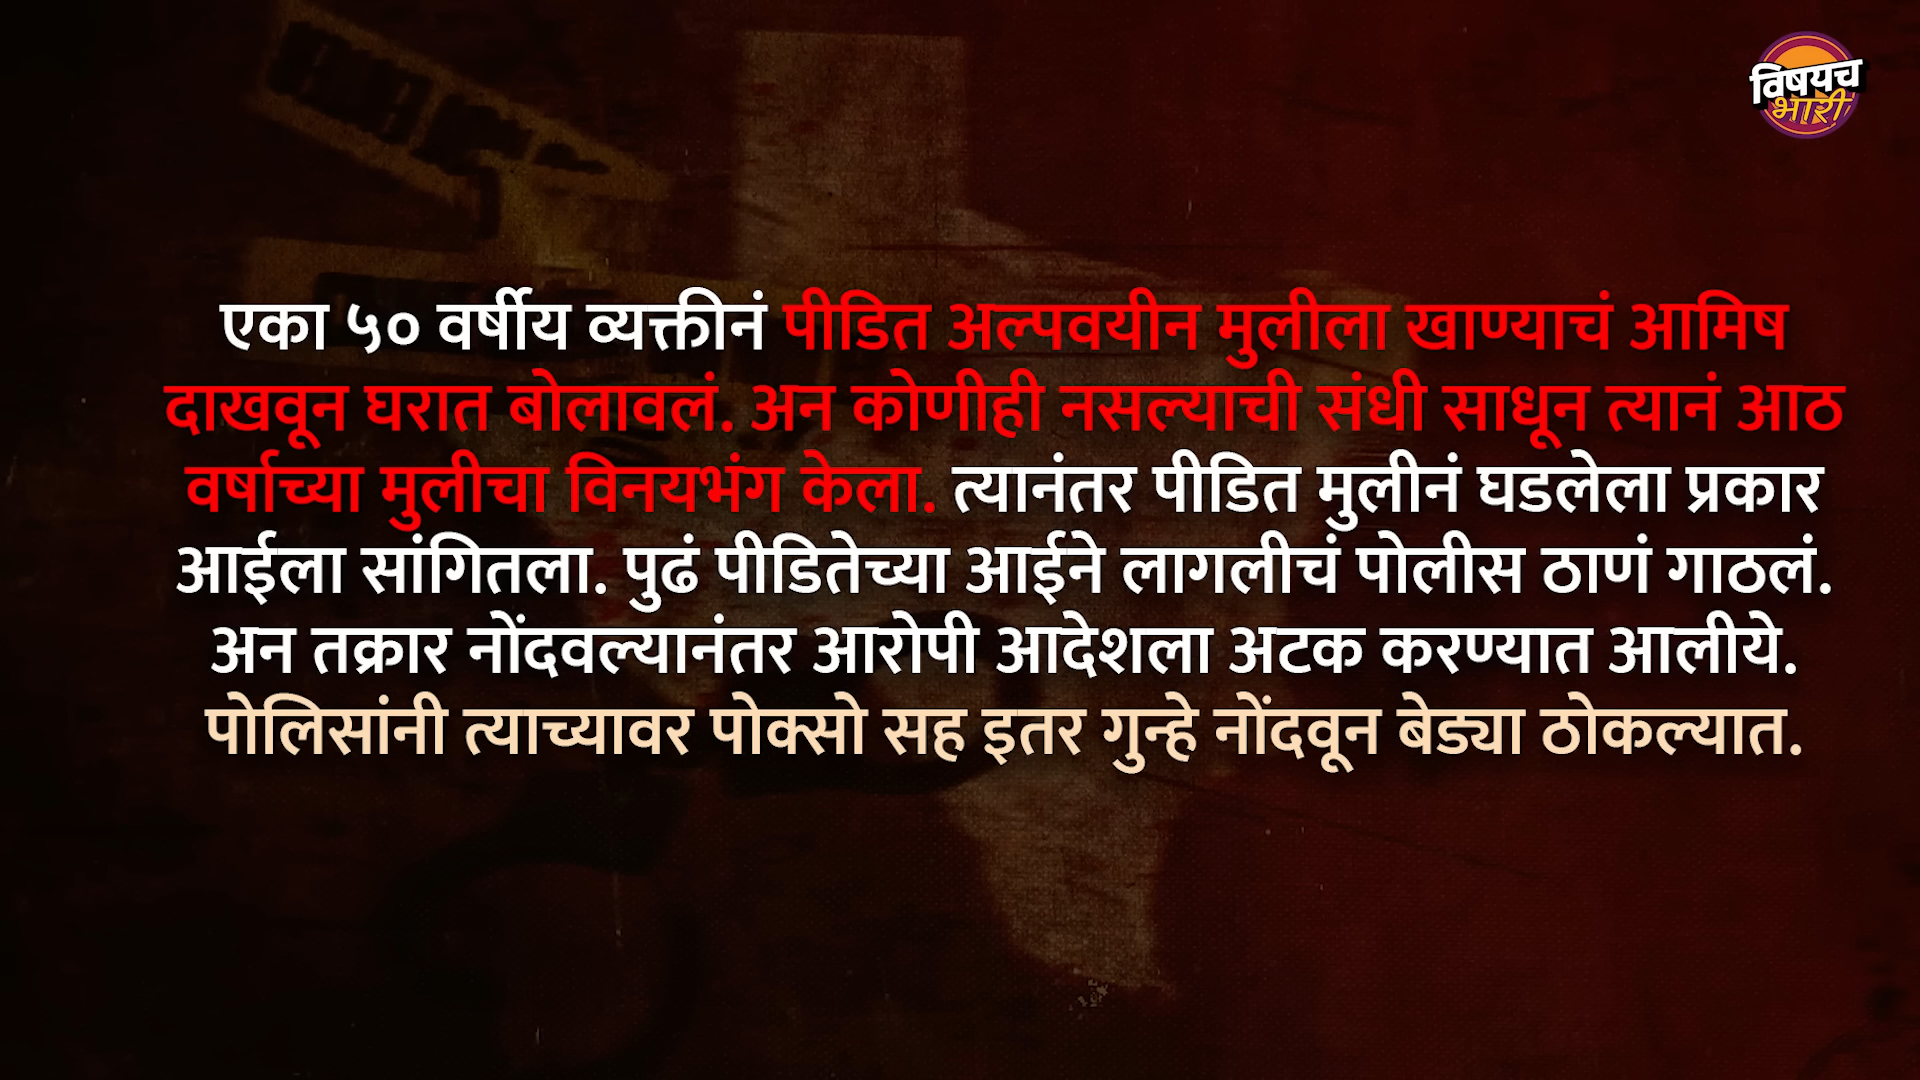 विषयच
भारी
एका ५० वर्षीय व्यक्तीनं पीडित अल्पवयीन मुलीला खाण्याचं आमिष
दाखवून घरात बोलावलं. अन कोणीही नसल्याची संधी साधून त्यानं आठ
वर्षाच्या मुलीचा विनयभंग केला. त्यानंतर पीडित मुलीनं घडलेला प्रकार
आईला सांगितला. पुढं पीडितेच्या आईने लागलीचं पोलीस ठाणं गाठलं.
अन तक्रार नोंदवल्यानंतर आरोपी आदेशला अटक करण्यात आलीये.
पोलिसांनी त्याच्यावर पोक्सो सह इतर गुन्हे नोंदवून बेड्या ठोकल्यात.